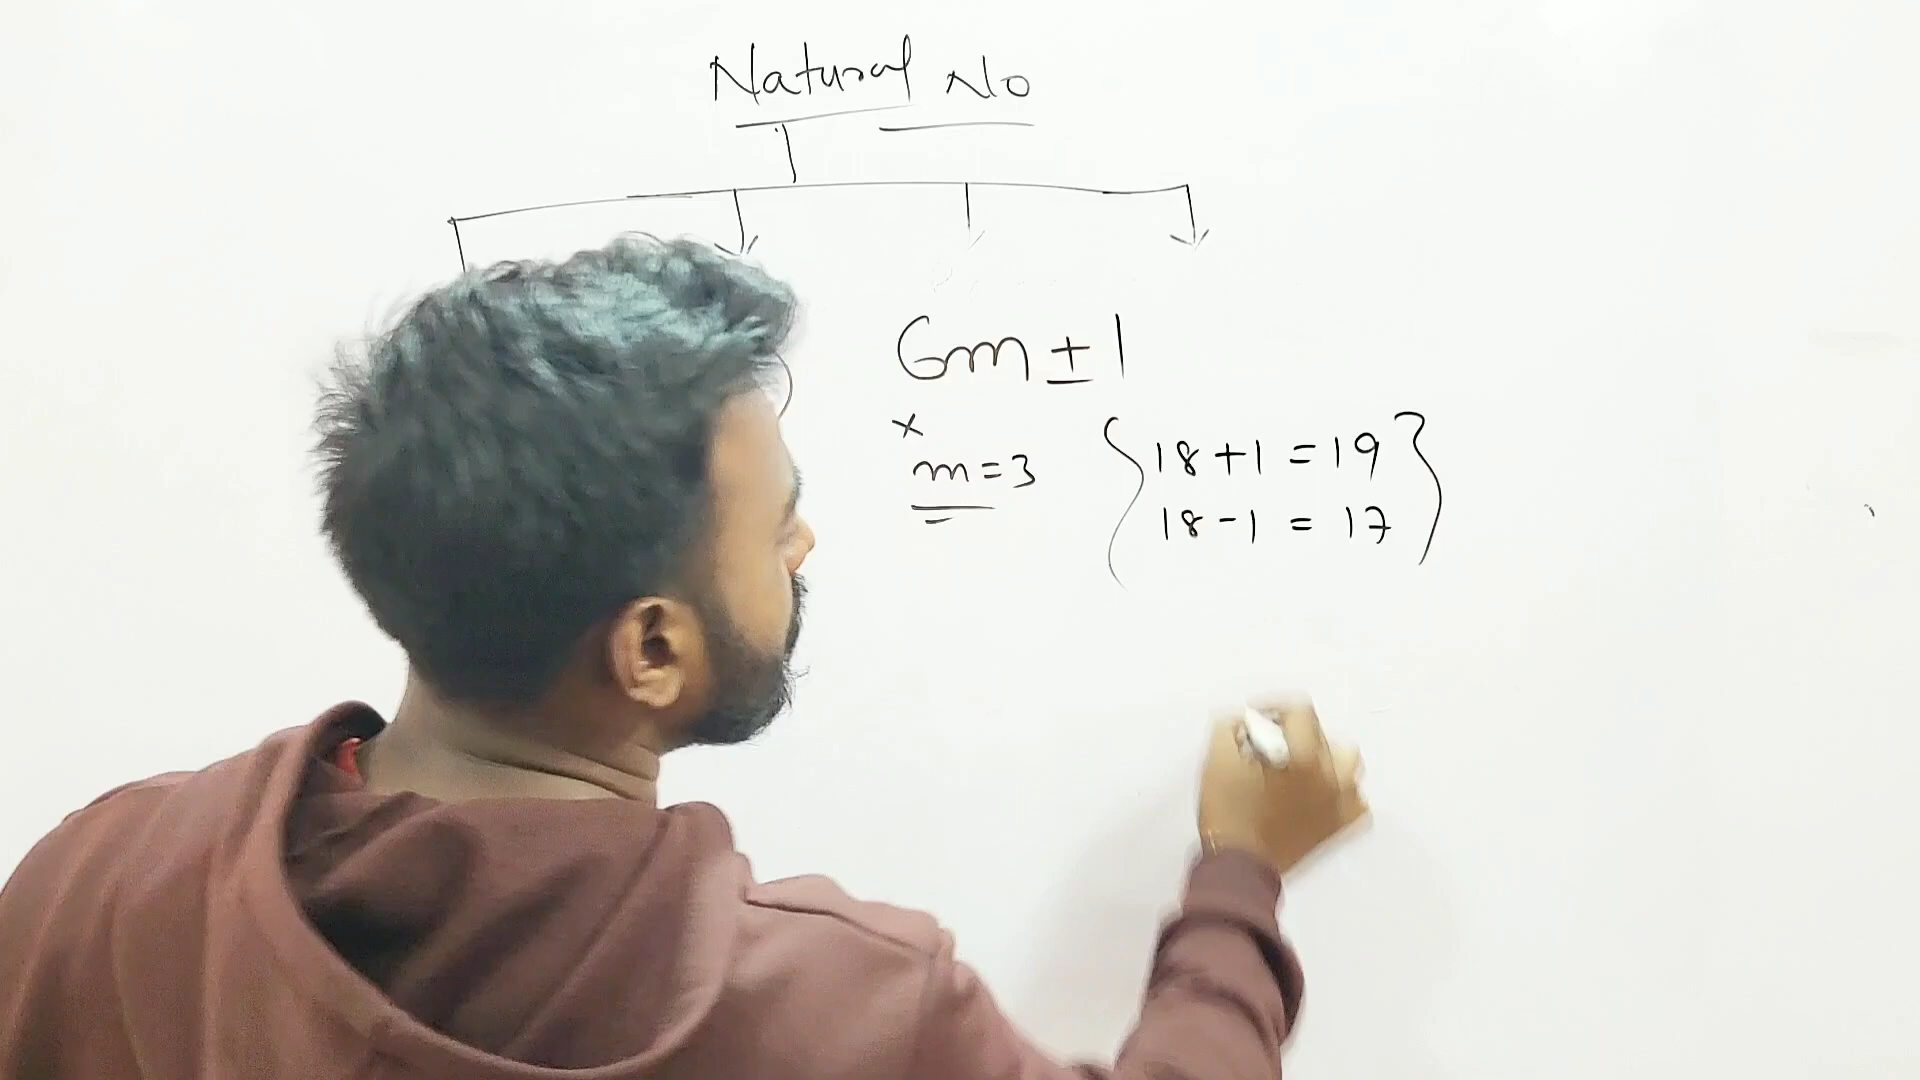 Natural No
6m ± 1
×
m = 3
18 + 1 = 19
18 - 1 = 17